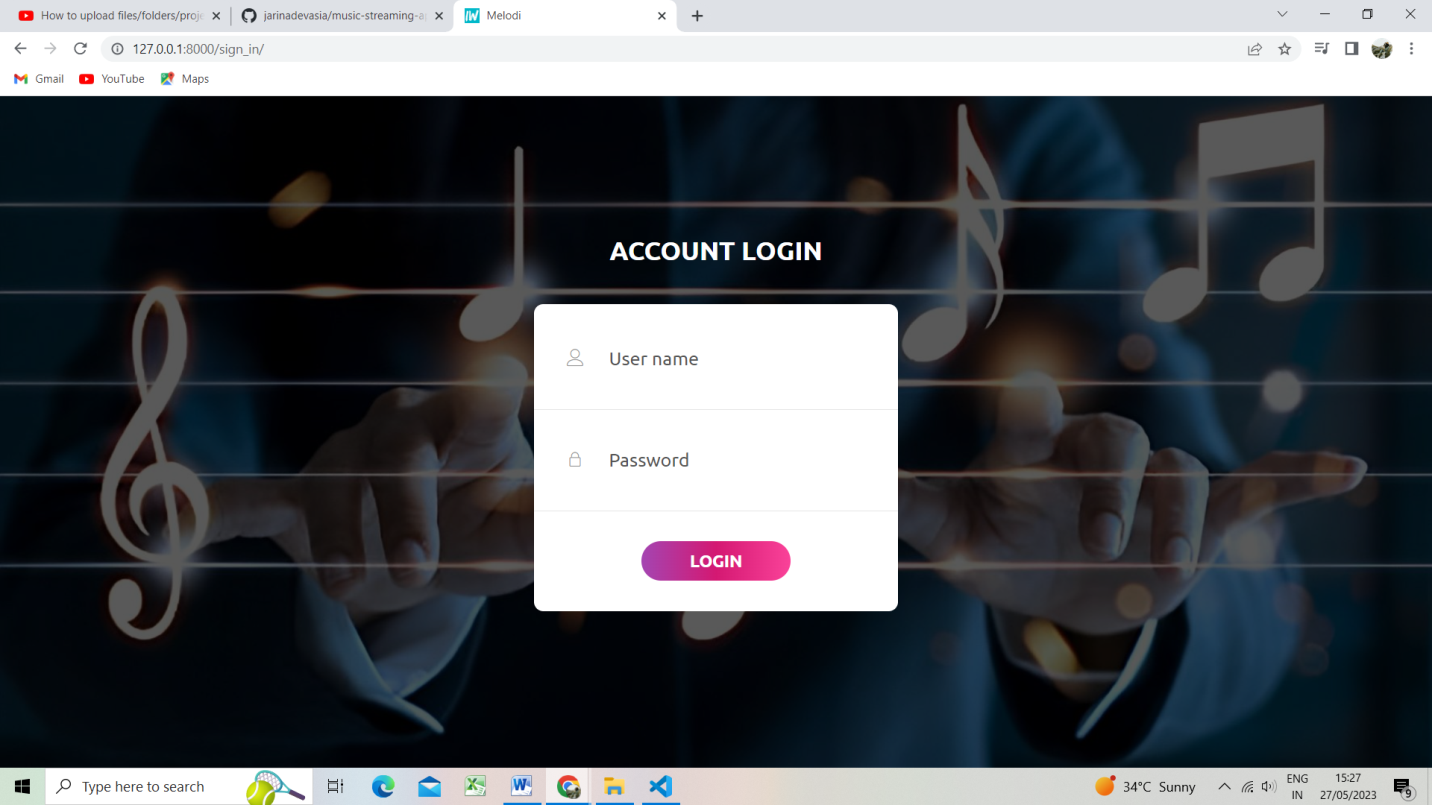 How to upload files/folders/proje
jarinadevasia/music-streaming-ap
Melodi
127.0.0.1:8000/sign_in/
Gmail
YouTube
Maps
ACCOUNT LOGIN
User name
Password
LOGIN
Type here to search
34°C Sunny
ENG
IN
15:27
27/05/2023
9